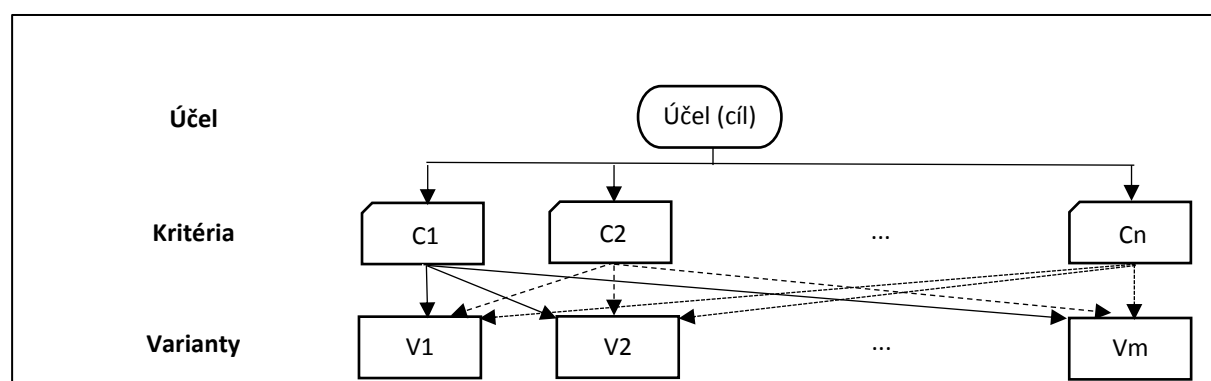 Účel Účel (cíl)
Kritéria C1 C2 ... Cn
Varianty V1 V2 ... Vm